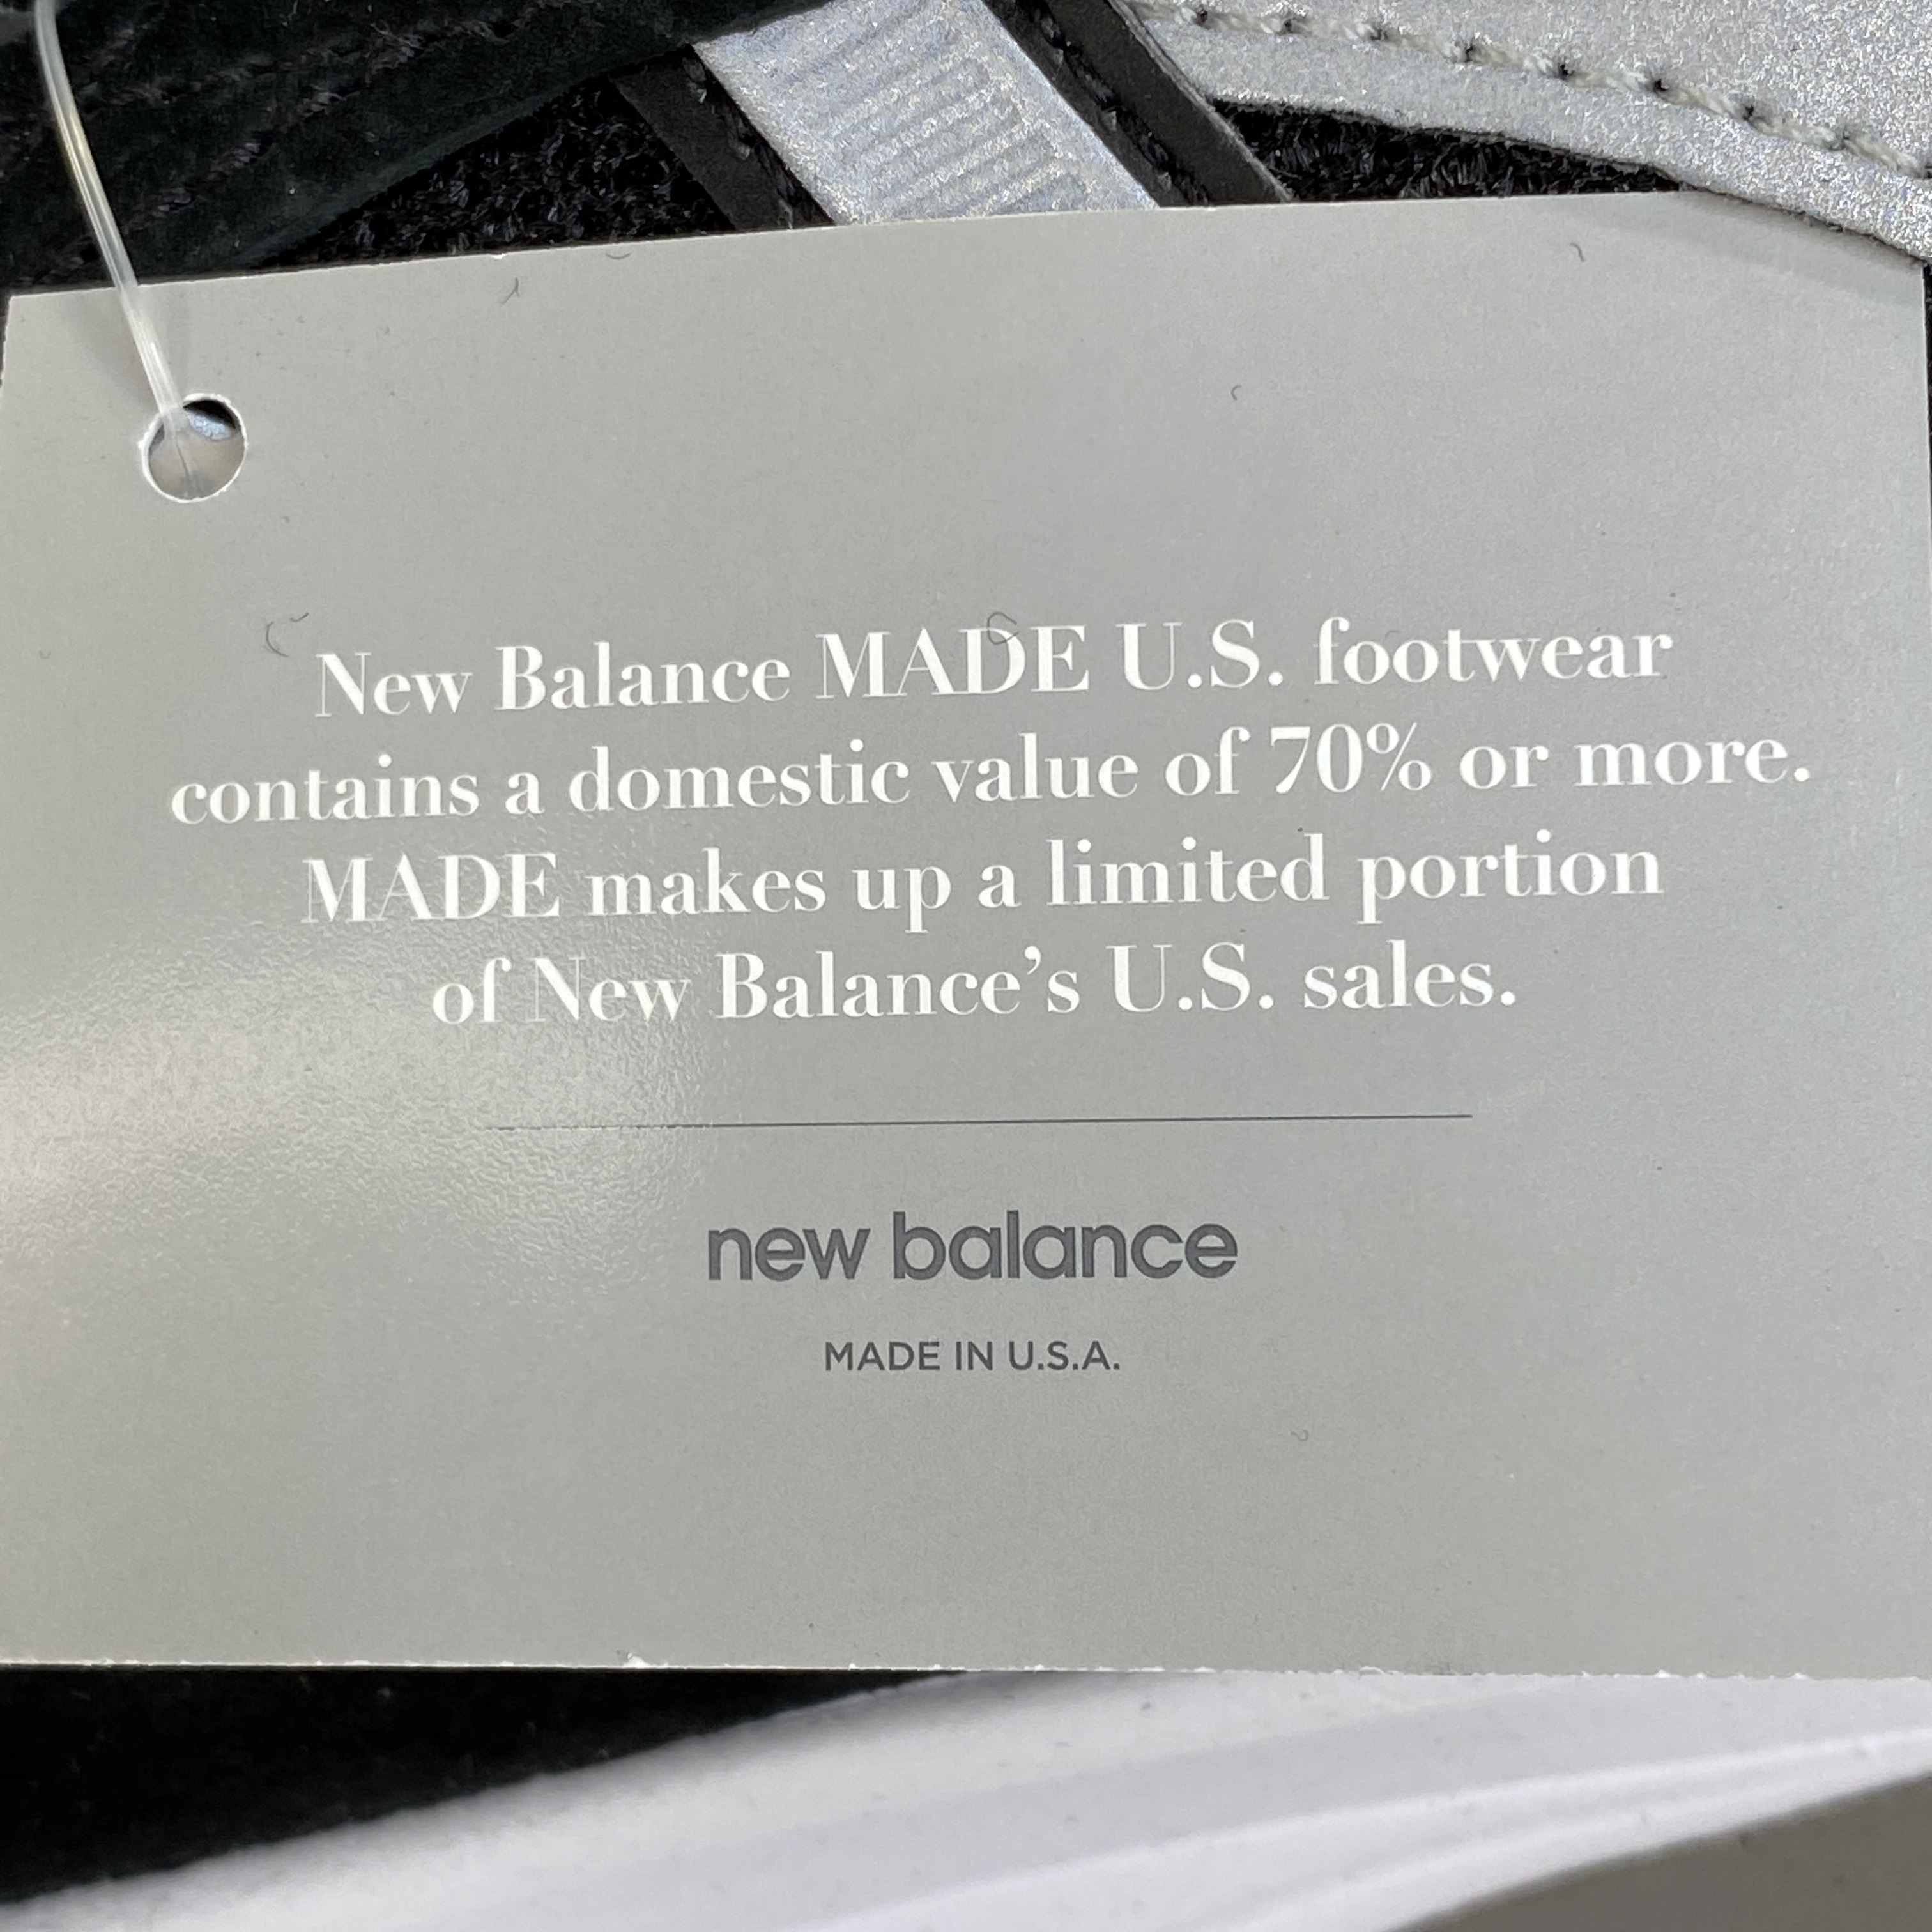 New Balance MADE U.S. footwear
contains a domestic value of 70% or more.
MADE makes up a limited portion
of New Balance’s U.S. sales.
new balance
MADE IN U.S.A.